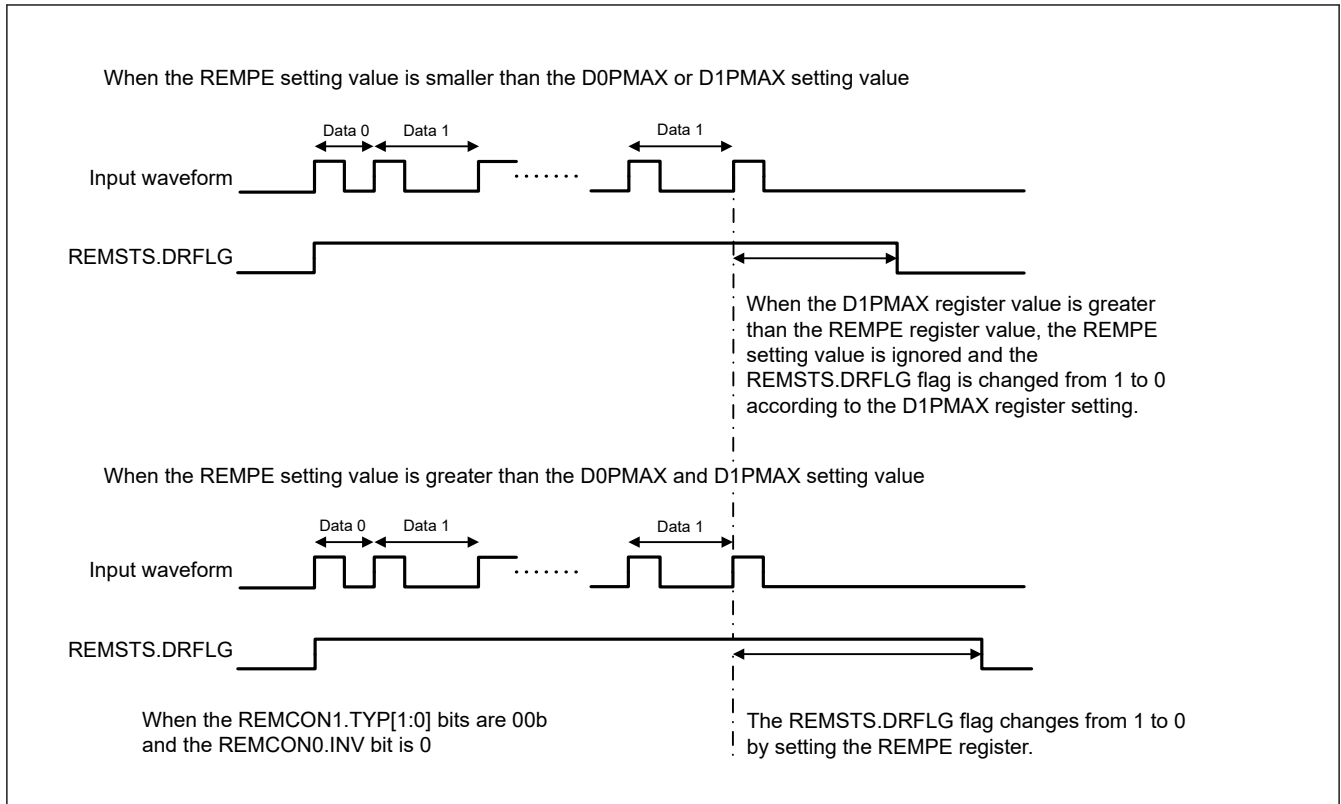 When the REMPE setting value is smaller than the D0PMAX or D1PMAX setting value
Data 0 Data 1 Data 1
Input waveform
REMSTS.DRFLG
When the D1PMAX register value is greater
than the REMPE register value, the REMPE
setting value is ignored and the
REMSTS.DRFLG flag is changed from 1 to 0
according to the D1PMAX register setting.
When the REMPE setting value is greater than the D0PMAX and D1PMAX setting value
Data 0 Data 1 Data 1
Input waveform
REMSTS.DRFLG
When the REMCON1.TYP[1:0] bits are 00b
and the REMCON0.INV bit is 0
The REMSTS.DRFLG flag changes from 1 to 0
by setting the REMPE register.